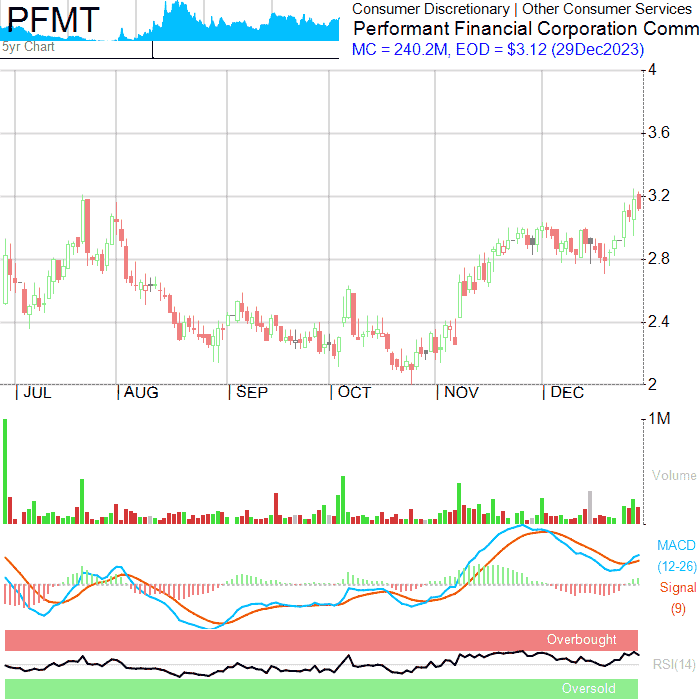 PFMT
5yr Chart
Consumer Discretionary | Other Consumer Services
Performant Financial Corporation Comm
MC = 240.2M, EOD = $3.12 (29Dec2023)
4
3.6
3.2
2.8
2.4
2
JUL AUG SEP OCT NOV DEC
1M
Volume
MACD
(12-26)
Signal
(9)
Overbought
RSI(14)
Oversold